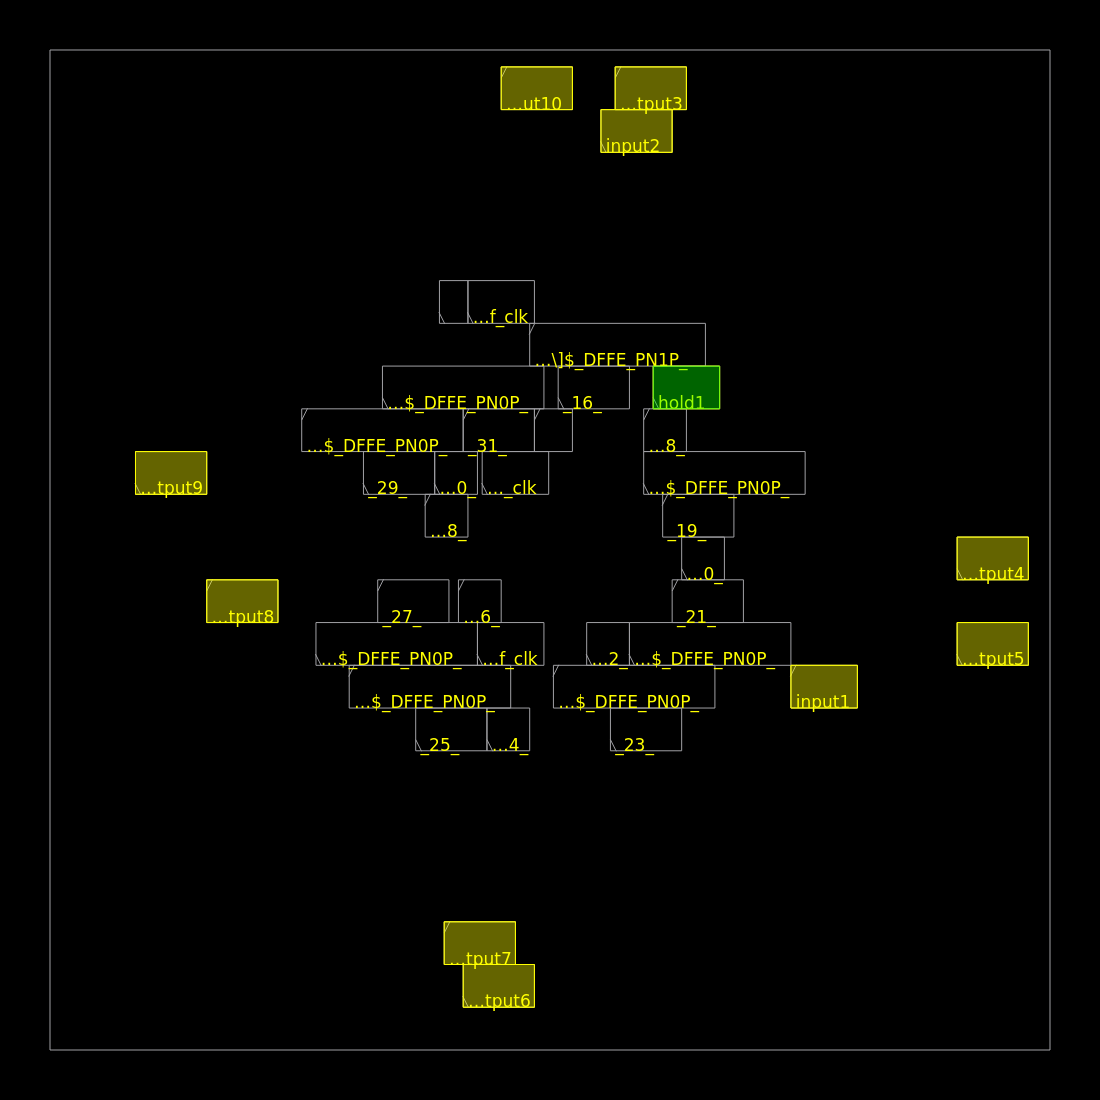 ...ut10
...tput3
input2
...f_clk
...\]$_DFFE_PN1P_
...$_DFFE_PN0P_
_16_
hold1
...$_DFFE_PN0P_
_31_
...8_
...tput9
_29_
...0_
..._clk
...$_DFFE_PN0P_
...8_
_19_
...0_
...tput4
...tput8
_27_
...6_
_21_
...$_DFFE_PN0P_
...f_clk
...2_
...$_DFFE_PN0P_
...tput5
...$_DFFE_PN0P_
...$_DFFE_PN0P_
input1
_25_
...4_
_23_
...tput7
...tput6